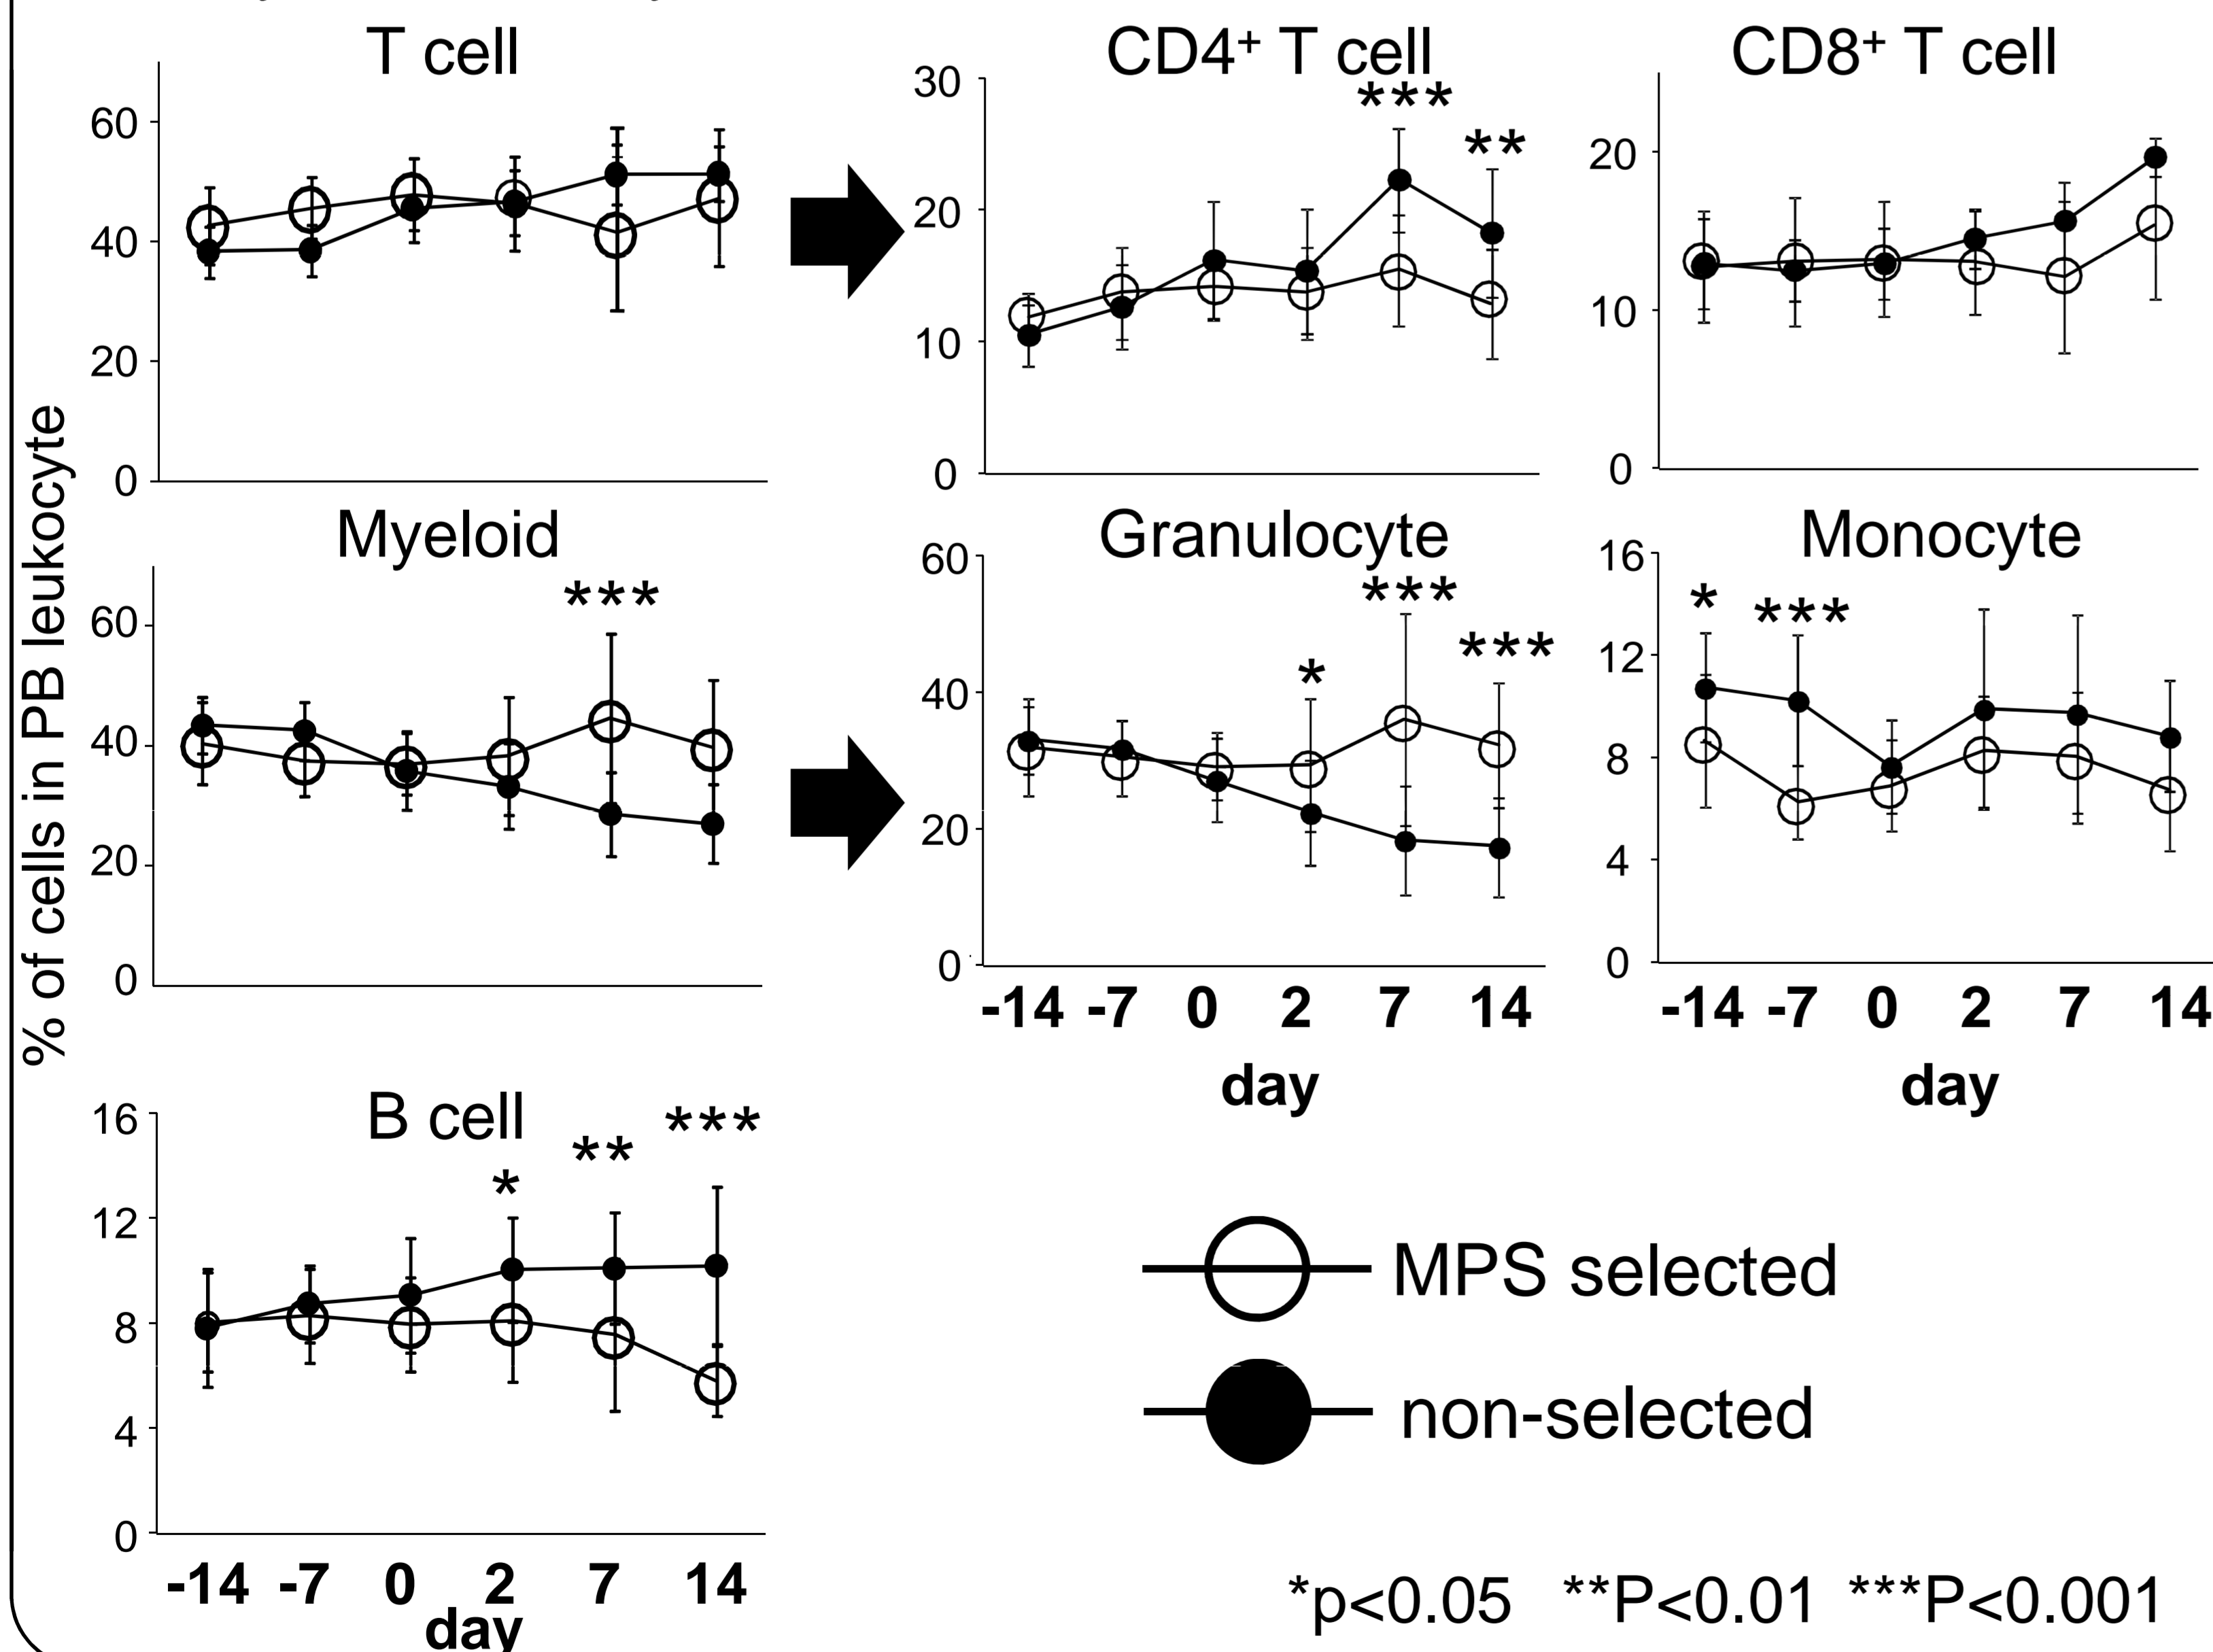 T cell
CD4+ T cell
CD8+ T cell
60
40
20
0
30
20
10
0
***
**
20
10
0
% of cells in PB leukocyte
Myeloid
Granulocyte
Monocyte
60
40
20
0
***
60
40
20
0
*
***
***
16
12
8
4
0
*
***
-14 -7 0 2 7 14
day
-14 -7 0 2 7 14
day
B cell
16
12
8
4
0
*
**
***
-14 -7 0 2 7 14
day
MPS selected
non-selected
*p<0.05 **P<0.01 ***P<0.001